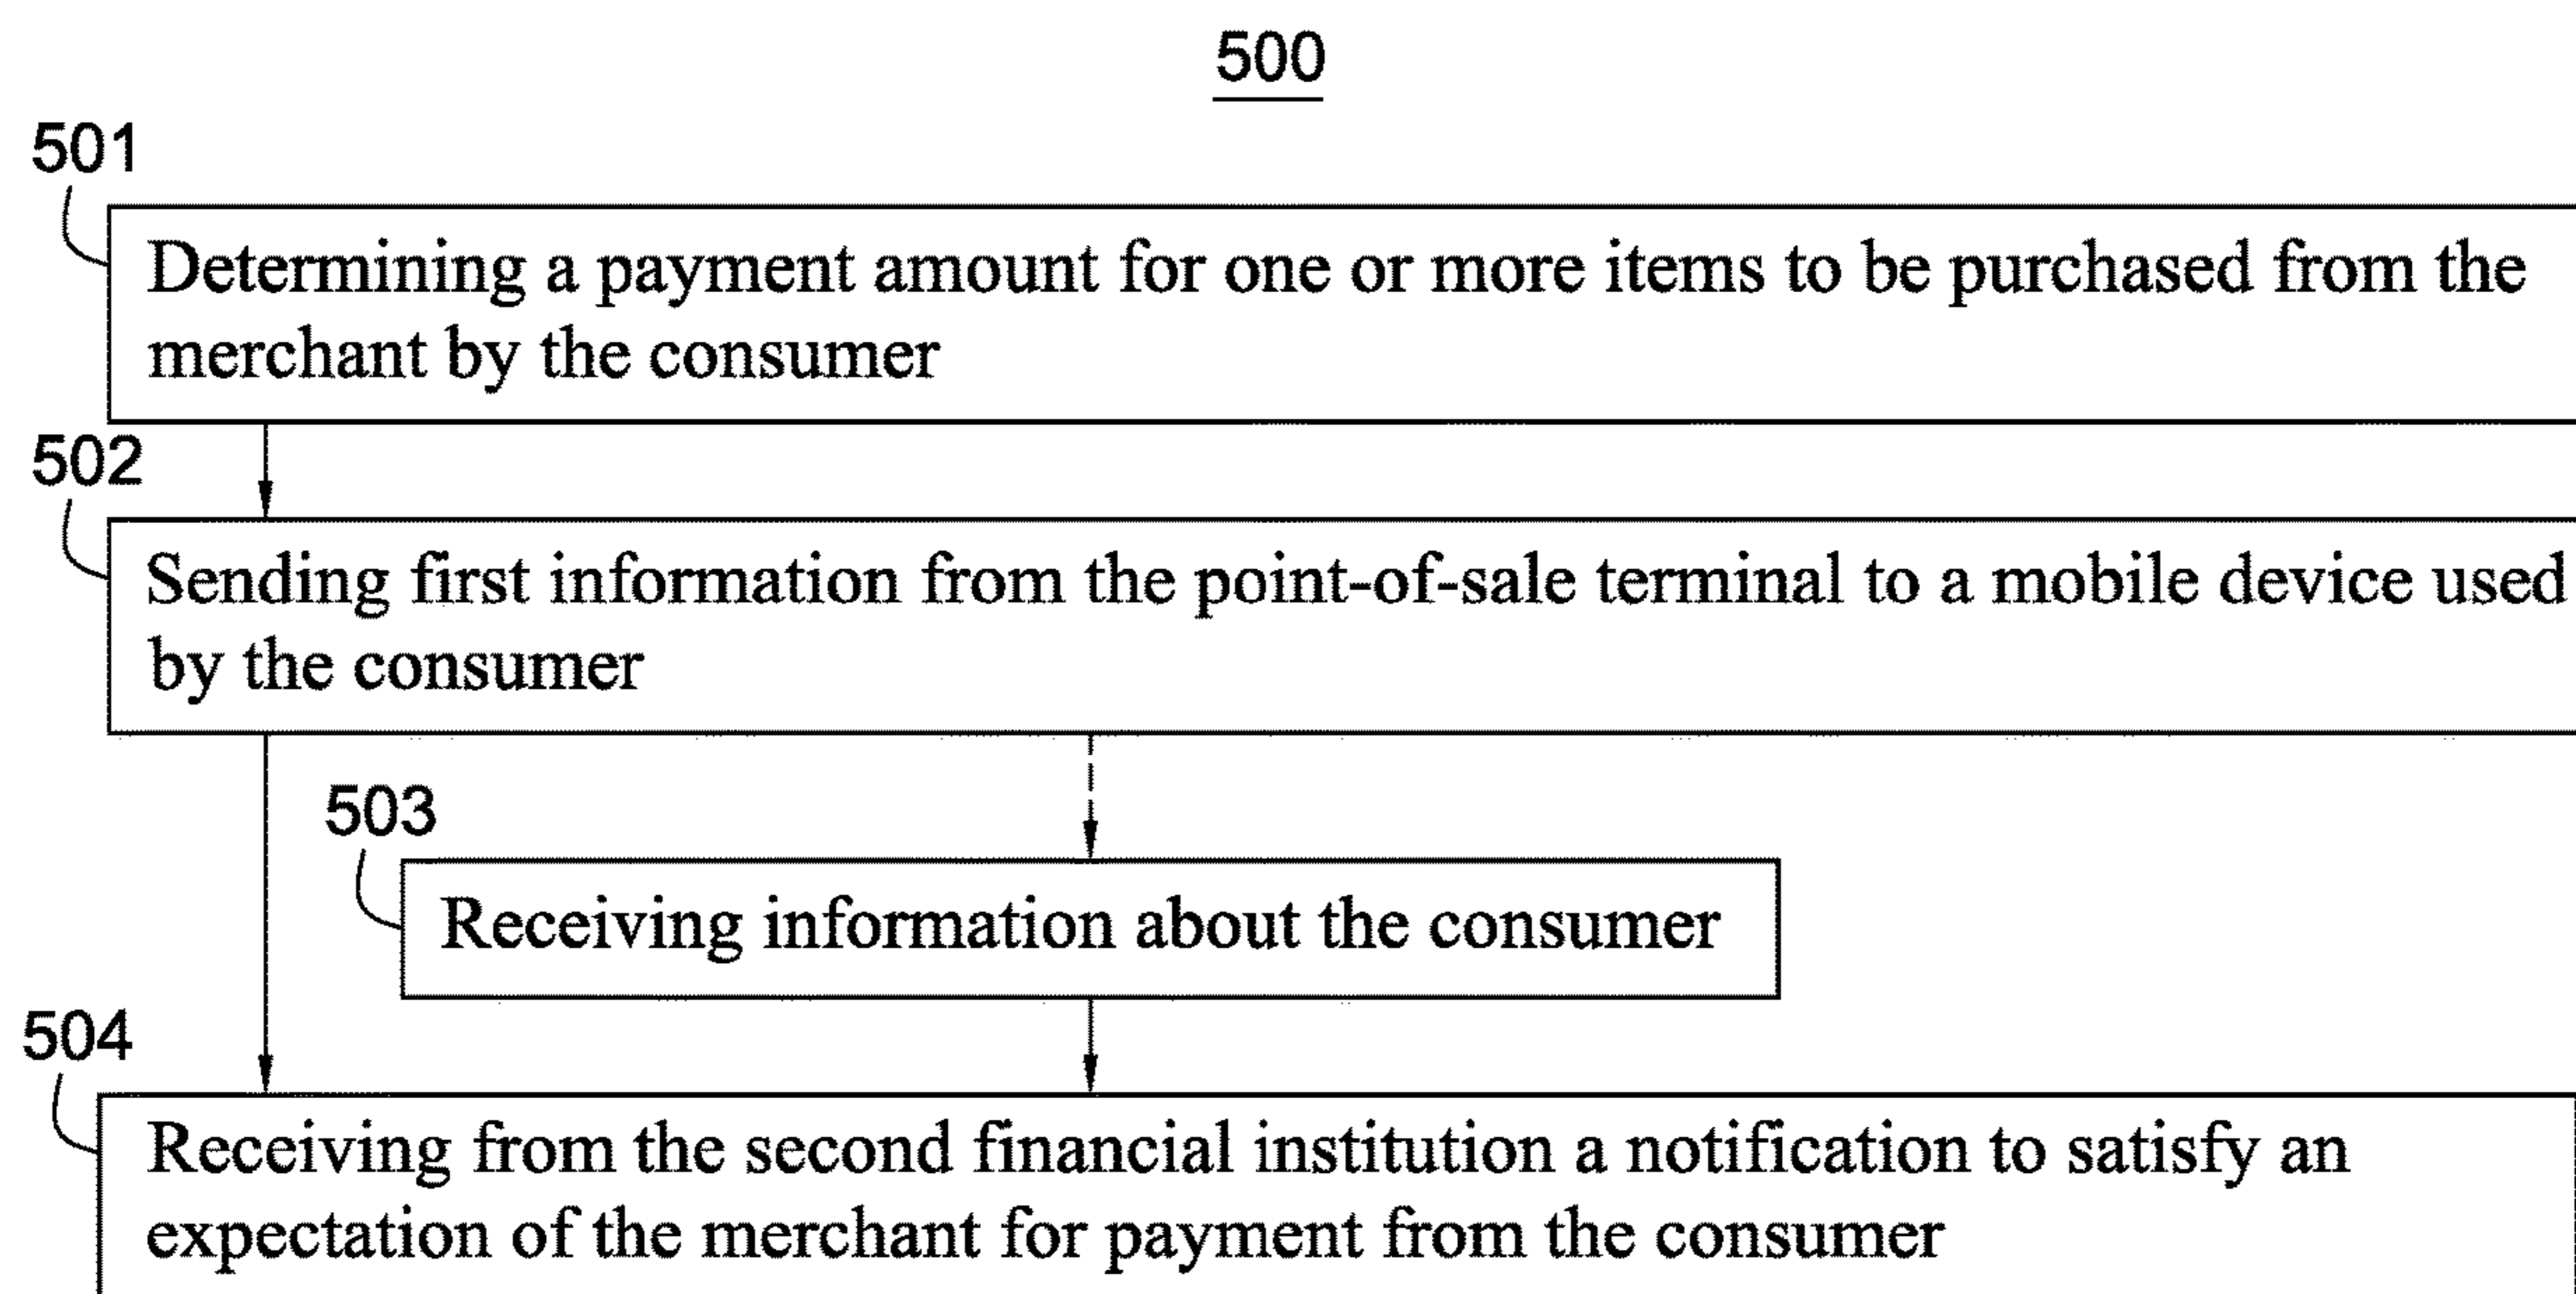 500
501
Determining a payment amount for one or more items to be purchased from the
merchant by the consumer
502
Sending first information from the point-of-sale terminal to a mobile device used
by the consumer
503
Receiving information about the consumer
504
Receiving from the second financial institution a notification to satisfy an
expectation of the merchant for payment from the consumer